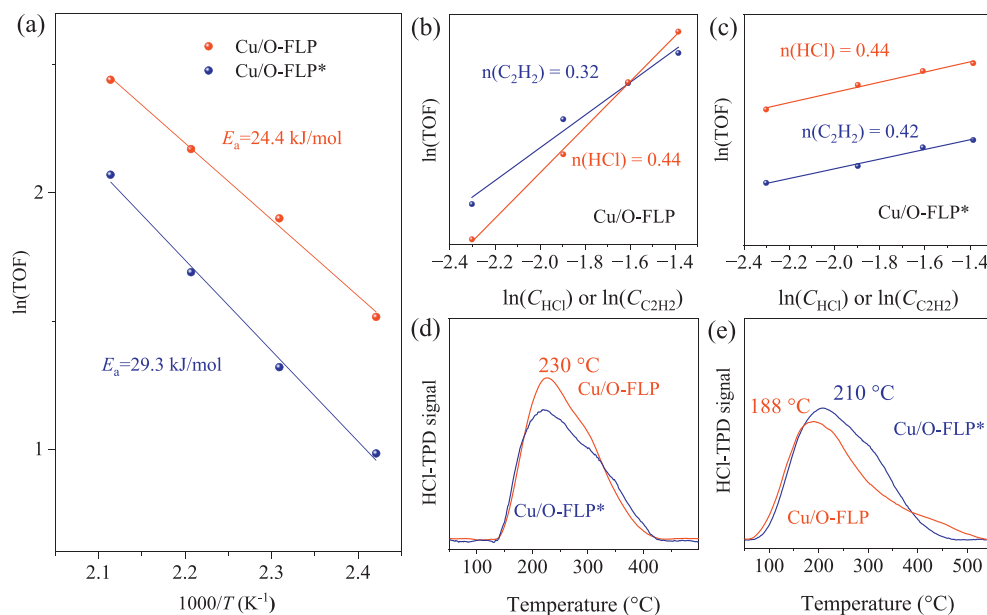 (a)
Cu/O-FLP
Cu/O-FLP*
Eₐ=24.4 kJ/mol
Eₐ=29.3 kJ/mol
ln(TOF)
2
1
2.1 2.2 2.3 2.4
1000/T (K⁻¹)
(b)
n(C₂H₂) = 0.32
n(HCl) = 0.44
Cu/O-FLP
ln(TOF)
−2.4 −2.2 −2.0 −1.8 −1.6 −1.4
ln(C_HCl) or ln(C_C2H2)
(c)
n(HCl) = 0.44
n(C₂H₂) = 0.42
Cu/O-FLP*
ln(TOF)
−2.4 −2.2 −2.0 −1.8 −1.6 −1.4
ln(C_HCl) or ln(C_C2H2)
(d)
230 °C
Cu/O-FLP
Cu/O-FLP*
HCl-TPD signal
100 200 300 400
Temperature (°C)
(e)
188 °C
210 °C
Cu/O-FLP*
Cu/O-FLP
HCl-TPD signal
100 200 300 400 500
Temperature (°C)